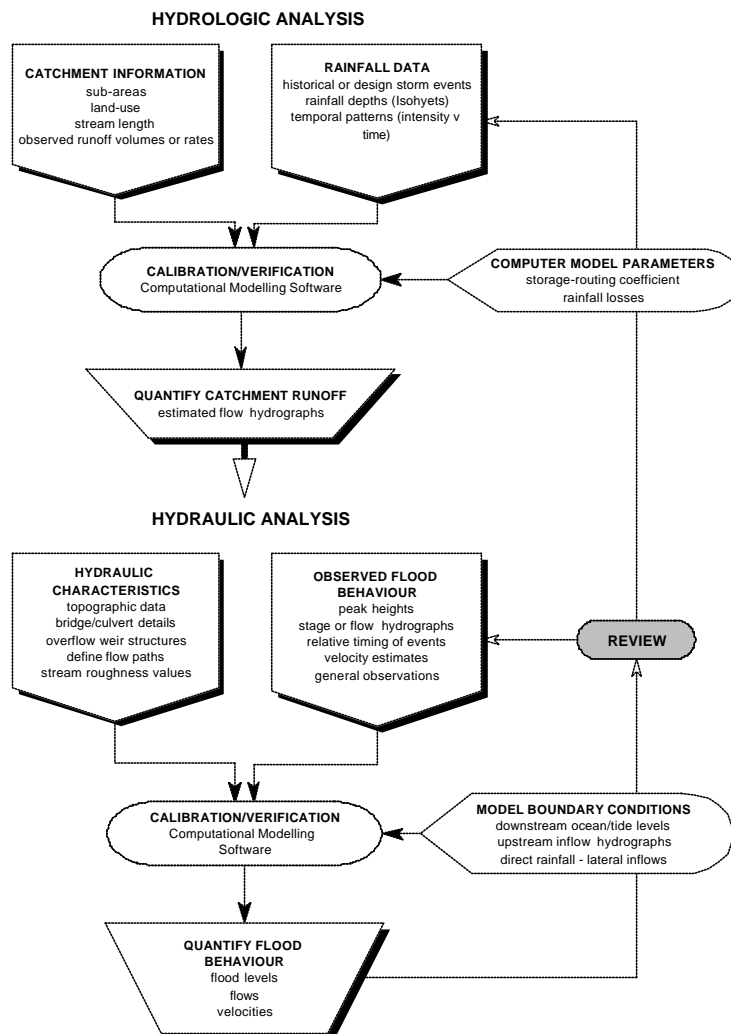 HYDROLOGIC ANALYSIS
CATCHMENT INFORMATION
sub-areas
land-use
stream length
observed runoff volumes or rates
RAINFALL DATA
historical or design storm events
rainfall depths (Isohyets)
temporal patterns (intensity v
time)
CALIBRATION/VERIFICATION
Computational Modelling Software
COMPUTER MODEL PARAMETERS
storage-routing coefficient
rainfall losses
QUANTIFY CATCHMENT RUNOFF
estimated flow hydrographs
HYDRAULIC ANALYSIS
HYDRAULIC
CHARACTERISTICS
topographic data
bridge/culvert details
overflow weir structures
define flow paths
stream roughness values
OBSERVED FLOOD
BEHAVIOUR
peak heights
stage or flow hydrographs
relative timing of events
velocity estimates
general observations
REVIEW
CALIBRATION/VERIFICATION
Computational Modelling
Software
MODEL BOUNDARY CONDITIONS
downstream ocean/tide levels
upstream inflow hydrographs
direct rainfall - lateral inflows
QUANTIFY FLOOD
BEHAVIOUR
flood levels
flows
velocities